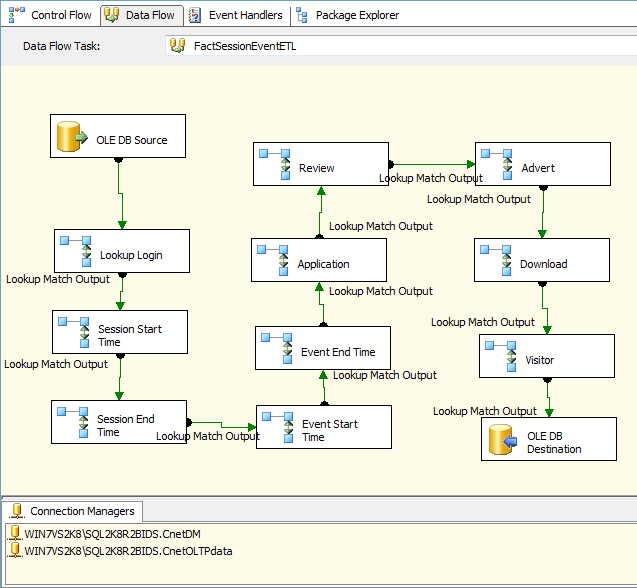 Control Flow
Data Flow
Event Handlers
Package Explorer
Data Flow Task:
FactSessionEventETL
OLE DB Source
Lookup Login
Lookup Match Output
Session Start
Time
Lookup Match Output
Session End
Time
Lookup Match Output
Event Start
Time
Lookup Match Output
Event End Time
Lookup Match Output
Application
Lookup Match Output
Review
Lookup Match Output
Advert
Lookup Match Output
Download
Lookup Match Output
Visitor
Lookup Match Output
OLE DB
Destination
Connection Managers
WIN7VS2K8\SQL2K8R2BIDS.CnetDM
WIN7VS2K8\SQL2K8R2BIDS.CnetOLTPdata